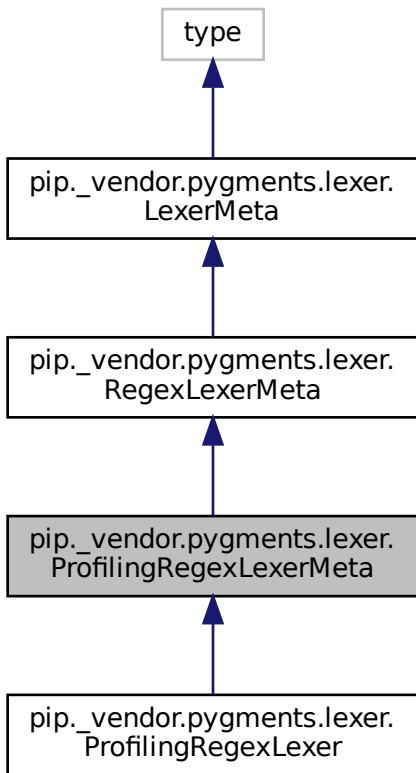 type
pip._vendor.pygments.lexer.
LexerMeta
pip._vendor.pygments.lexer.
RegexLexerMeta
pip._vendor.pygments.lexer.
ProfilingRegexLexerMeta
pip._vendor.pygments.lexer.
ProfilingRegexLexer